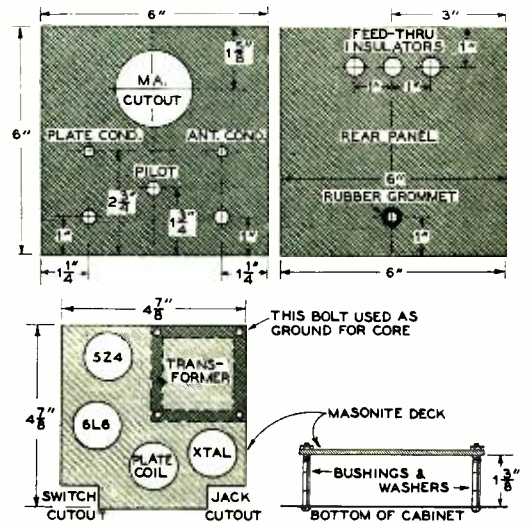 6"
3"
1 5/8"
FEED-THRU
INSULATORS
1"
M.A.
CUTOUT
1"
1"
6"
PLATE COND.
ANT. COND.
REAR PANEL
PILOT
6"
2 3/4"
RUBBER GROMMET
1 3/4"
1"
1"
1"
1 1/4"
1 1/4"
6"
4 7/8"
THIS BOLT USED AS
GROUND FOR CORE
5Z4
TRANS-
FORMER
4 7/8"
MASONITE DECK
6L6
XTAL
PLATE
COIL
BUSHINGS &
WASHERS
1 3/8"
SWITCH
CUTOUT
JACK
CUTOUT
BOTTOM OF CABINET